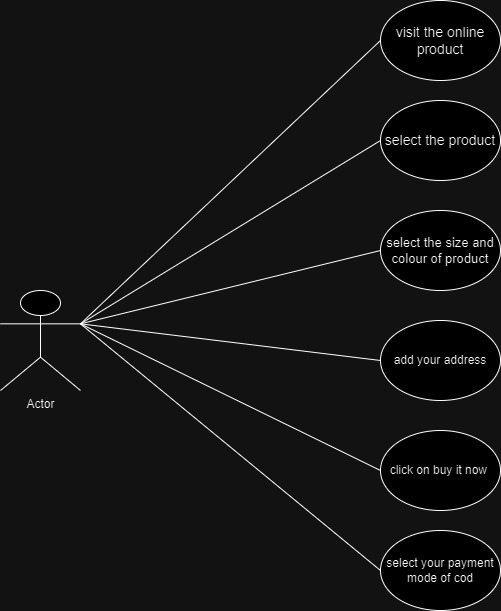 visit the online
product
select the product
select the size and
colour of product
add your address
click on buy it now
select your payment
mode of cod
Actor